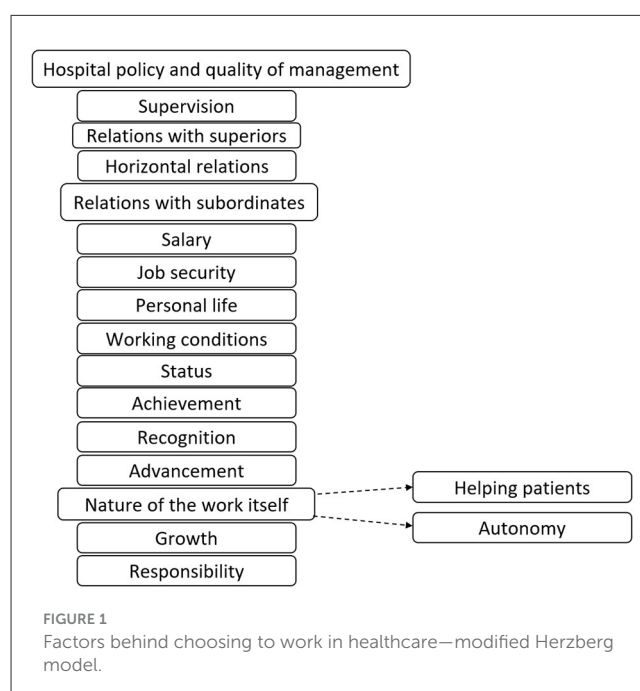 Hospital policy and quality of management
Supervision
Relations with superiors
Horizontal relations
Relations with subordinates
Salary
Job security
Personal life
Working conditions
Status
Achievement
Recognition
Advancement
Nature of the work itself
Helping patients
Autonomy
Growth
Responsibility
FIGURE 1
Factors behind choosing to work in healthcare—modified Herzberg
model.